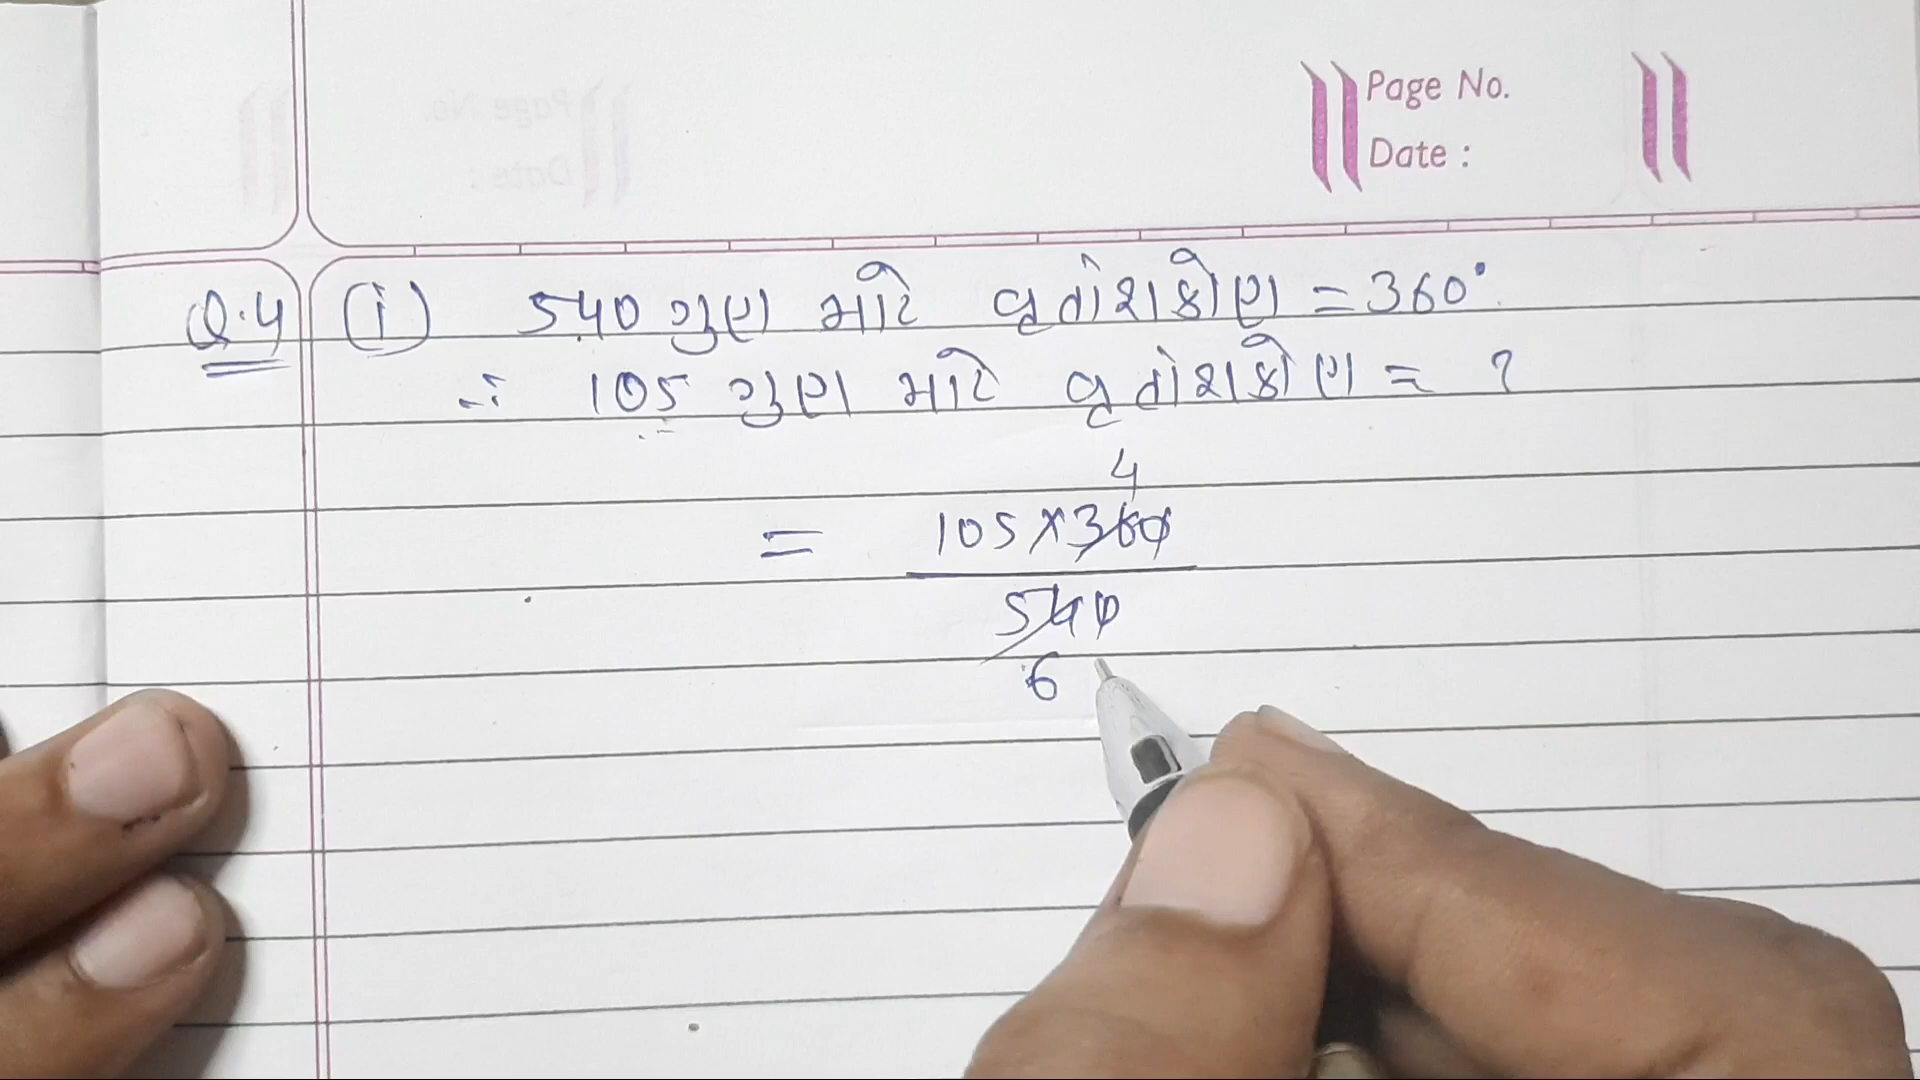 Page No.
Date :
Q.4 (i) 540 ગુણ માટે વૃતાંશકોણ = 360°
∴ 105 ગુણ માટે વૃતાંશકોણ = ?
4
= 105 × 360
540
6